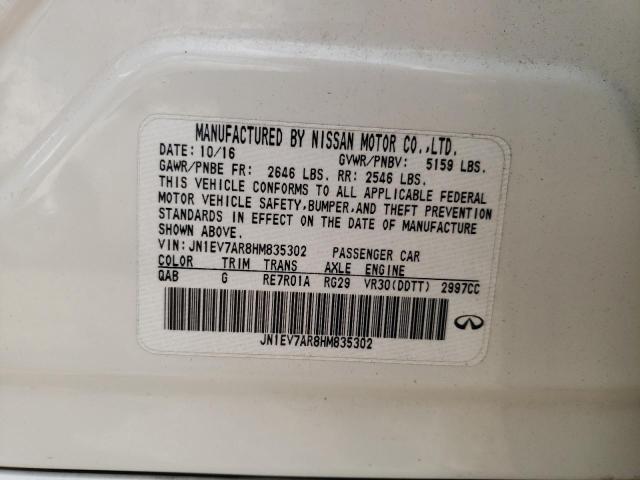 MANUFACTURED BY NISSAN MOTOR CO.,LTD.
DATE: 10/16 GVWR/PNBV: 5159 LBS.
GAWR/PNBE FR: 2646 LBS. RR: 2546 LBS.
THIS VEHICLE CONFORMS TO ALL APPLICABLE FEDERAL
MOTOR VEHICLE SAFETY,BUMPER,AND THEFT PREVENTION
STANDARDS IN EFFECT ON THE DATE OF MANUFACTURE
SHOWN ABOVE.
VIN: JN1EV7AR8HM835302 PASSENGER CAR
COLOR TRIM TRANS AXLE ENGINE
QAB G RE7R01A RG29 VR30(DDTT) 2997CC
JN1EV7AR8HM835302